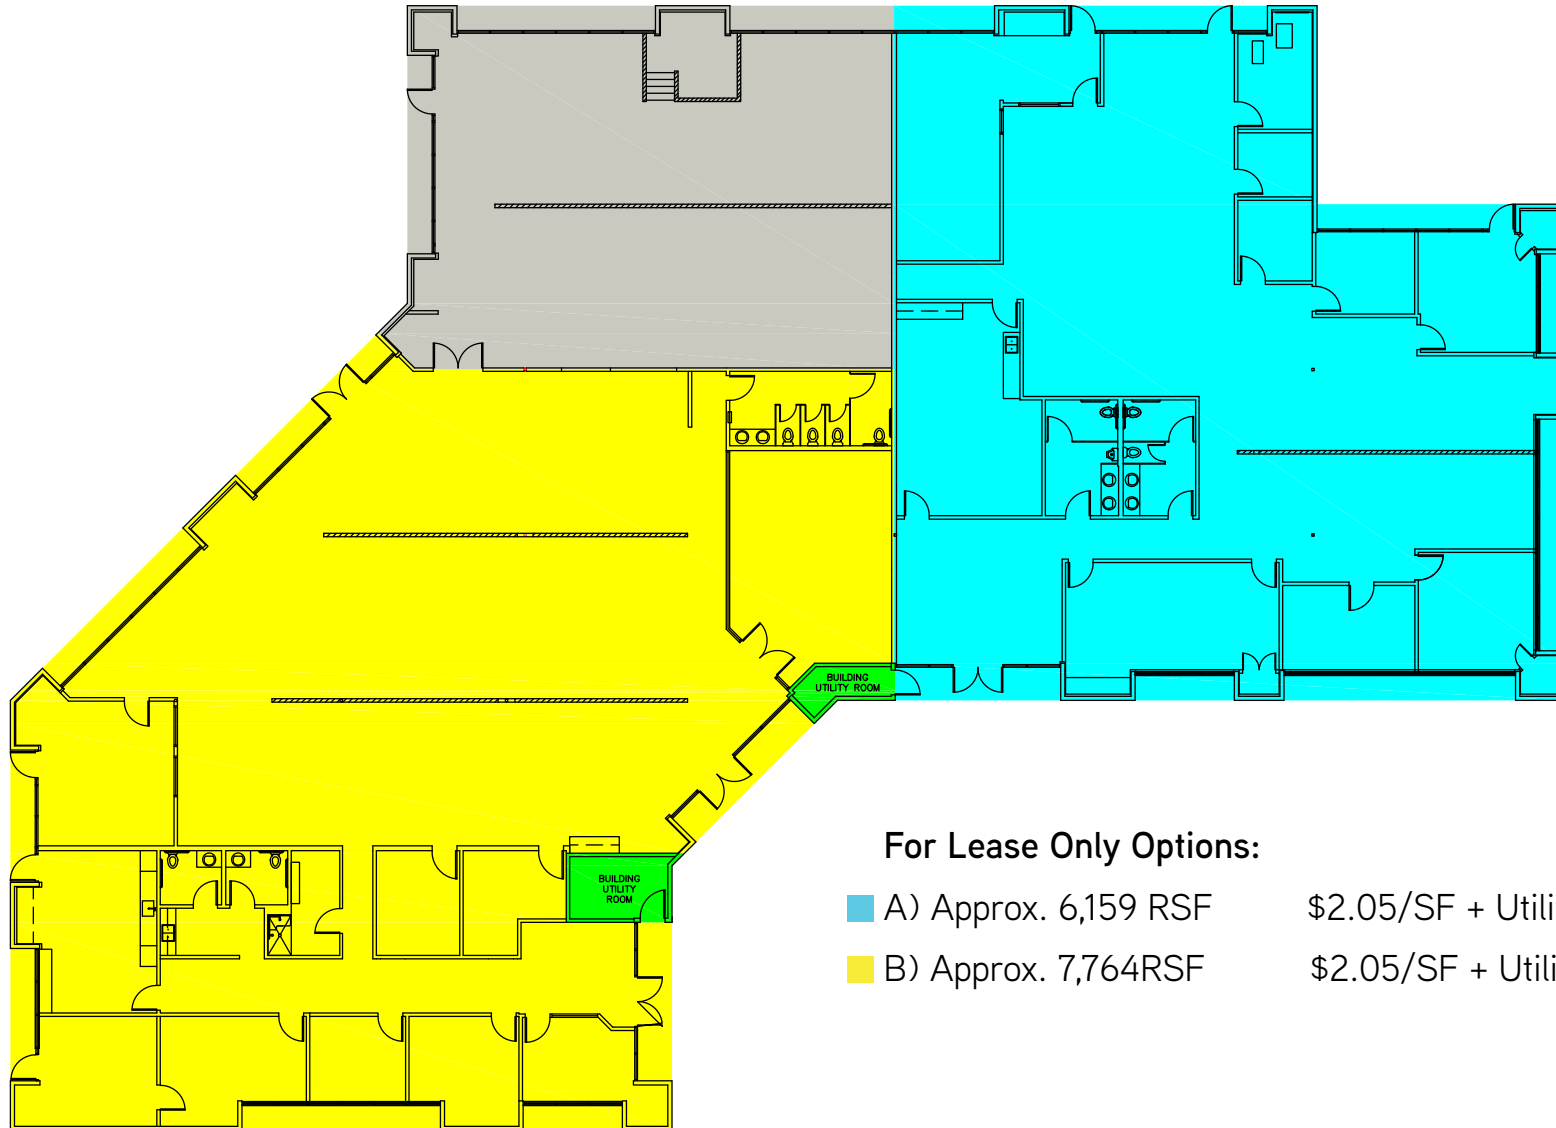 BUILDING
UTILITY ROOM
BUILDING
UTILITY
ROOM
For Lease Only Options:
A) Approx. 6,159 RSF $2.05/SF + Utili
B) Approx. 7,764RSF $2.05/SF + Utili